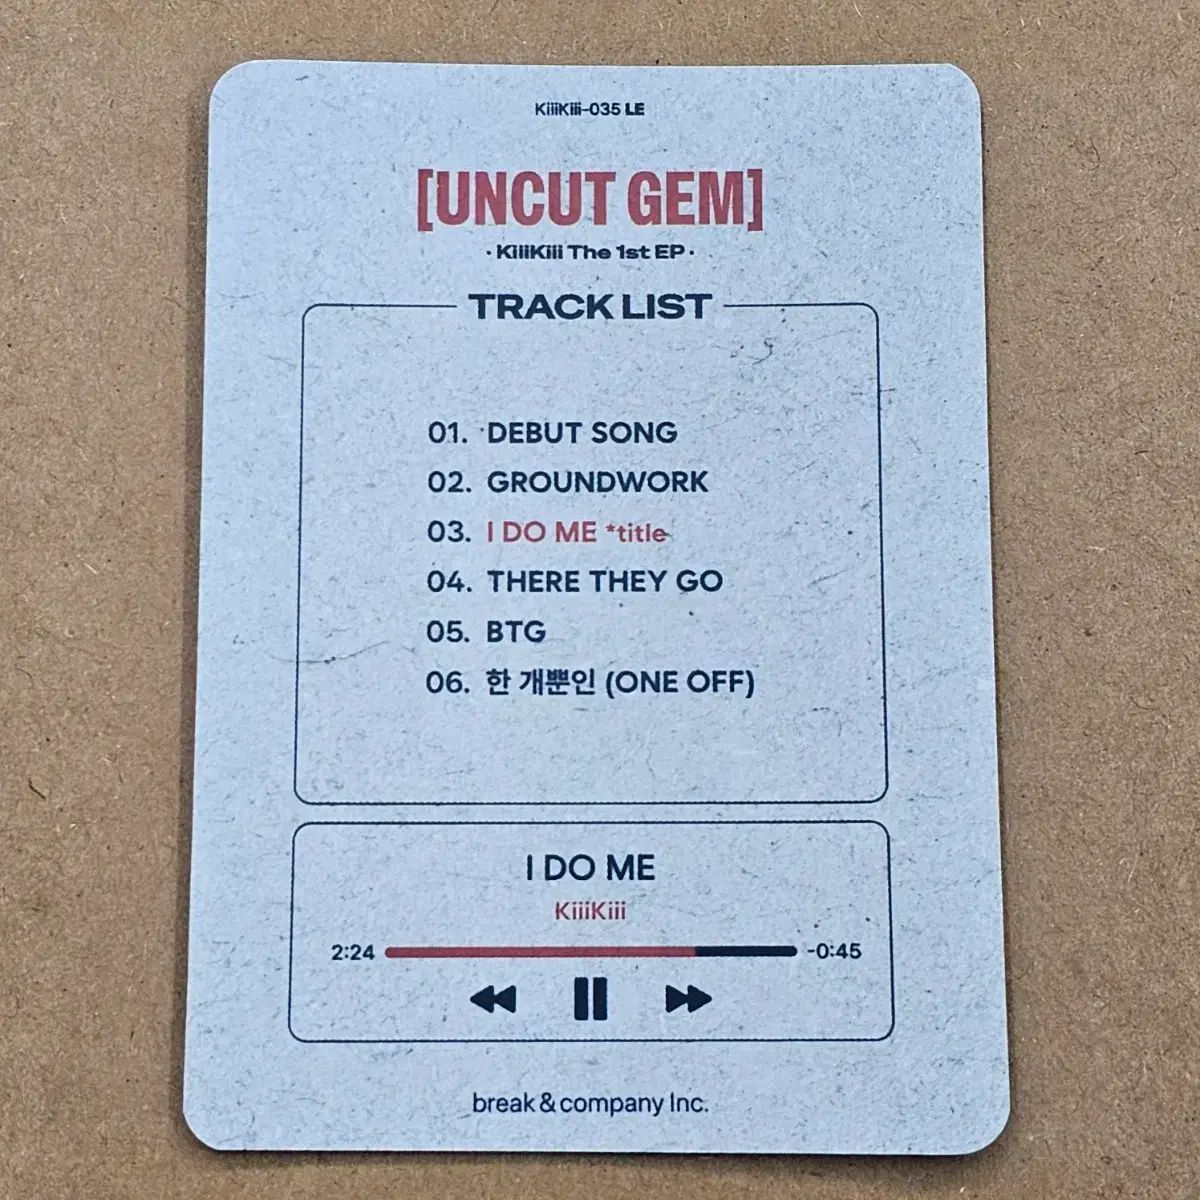 KiiiKiii-035 LE
[UNCUT GEM]
· KiiiKiii The 1st EP ·
TRACK LIST
01. DEBUT SONG
02. GROUNDWORK
03. I DO ME *title
04. THERE THEY GO
05. BTG
06. 한 개뿐인 (ONE OFF)
I DO ME
KiiiKiii
2:24 -0:45
break & company Inc.